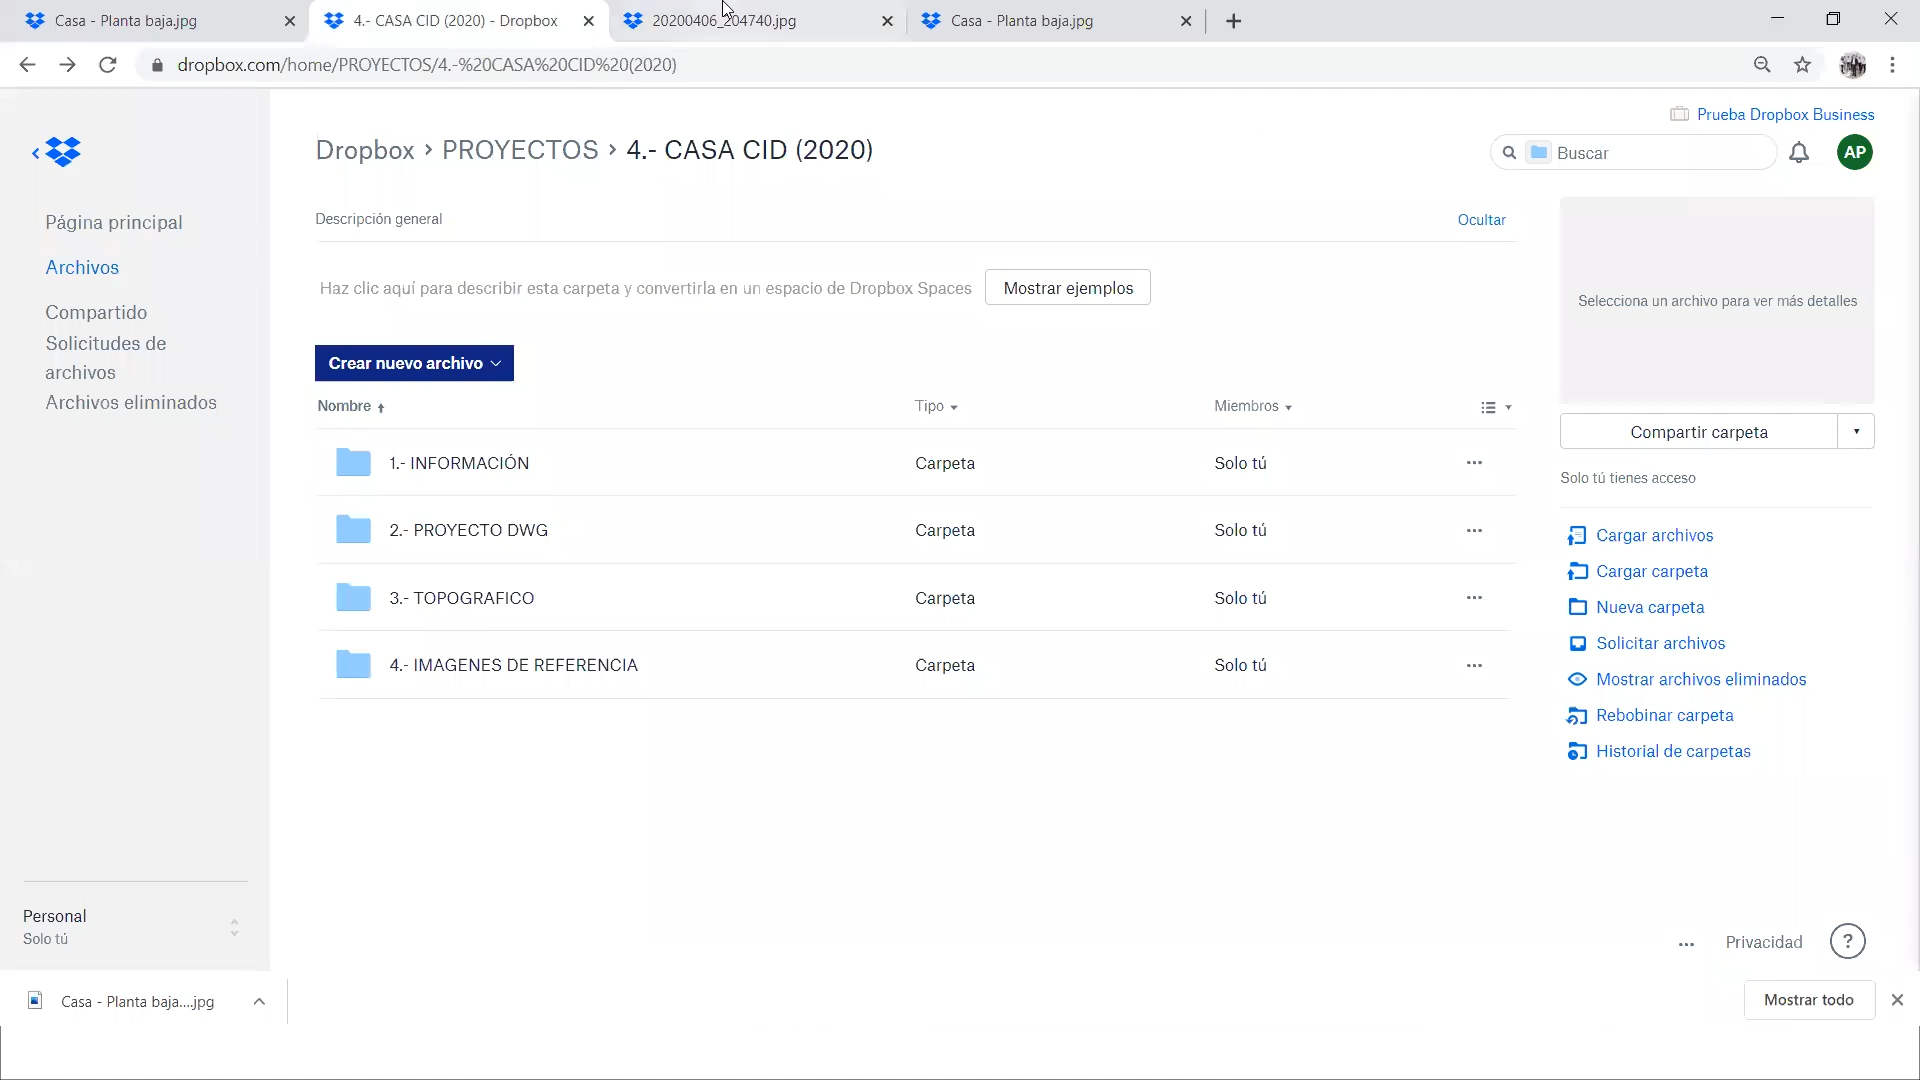 Casa - Planta baja.jpg
4.- CASA CID (2020) - Dropbox
20200406_204740.jpg
Casa - Planta baja.jpg
dropbox.com/home/PROYECTOS/4.-%20CASA%20CID%20(2020)
Prueba Dropbox Business
Dropbox › PROYECTOS › 4.- CASA CID (2020)
Buscar
AP
Página principal
Archivos
Compartido
Solicitudes de
archivos
Archivos eliminados
Descripción general
Ocultar
Haz clic aquí para describir esta carpeta y convertirla en un espacio de Dropbox Spaces
Mostrar ejemplos
Selecciona un archivo para ver más detalles
Crear nuevo archivo
Nombre
Tipo
Miembros
1.- INFORMACIÓN
Carpeta
Solo tú
2.- PROYECTO DWG
Carpeta
Solo tú
3.- TOPOGRAFICO
Carpeta
Solo tú
4.- IMAGENES DE REFERENCIA
Carpeta
Solo tú
Compartir carpeta
Solo tú tienes acceso
Cargar archivos
Cargar carpeta
Nueva carpeta
Solicitar archivos
Mostrar archivos eliminados
Rebobinar carpeta
Historial de carpetas
Personal
Solo tú
Privacidad
?
Casa - Planta baja....jpg
Mostrar todo